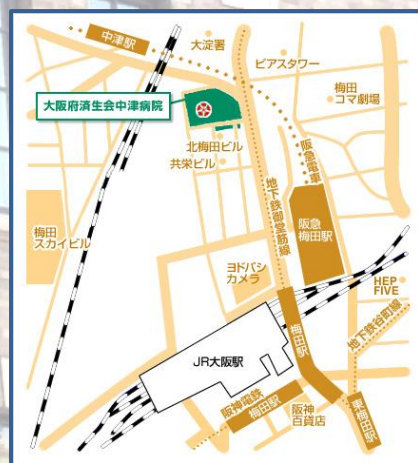 中津駅
大淀署
ピアスタワー
梅田
コマ劇場
大阪府済生会中津病院
北梅田ビル
共栄ビル
阪急電車
地下鉄御堂筋線
阪急
梅田駅
梅田
スカイビル
ヨドバシ
カメラ
HEP
FIVE
地下鉄谷町線
梅田駅
JR大阪駅
阪神電鉄
梅田駅
阪神
百貨店
東梅田駅